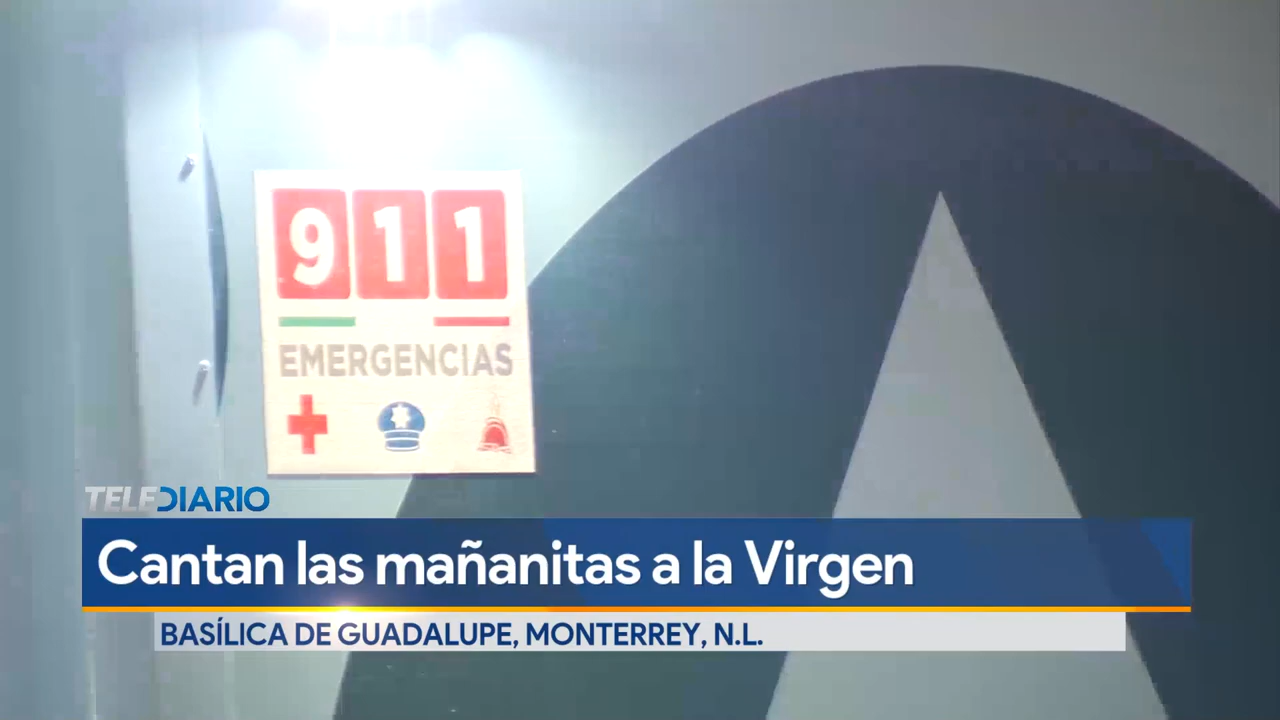 911
EMERGENCIAS
TELEDIARIO
Cantan las mañanitas a la Virgen
BASÍLICA DE GUADALUPE, MONTERREY, N.L.